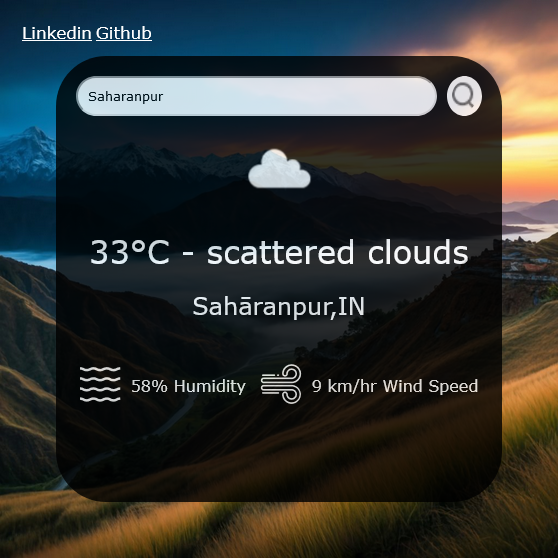 Linkedin Github
Saharanpur
33°C - scattered clouds
Sahāranpur,IN
58% Humidity 9 km/hr Wind Speed